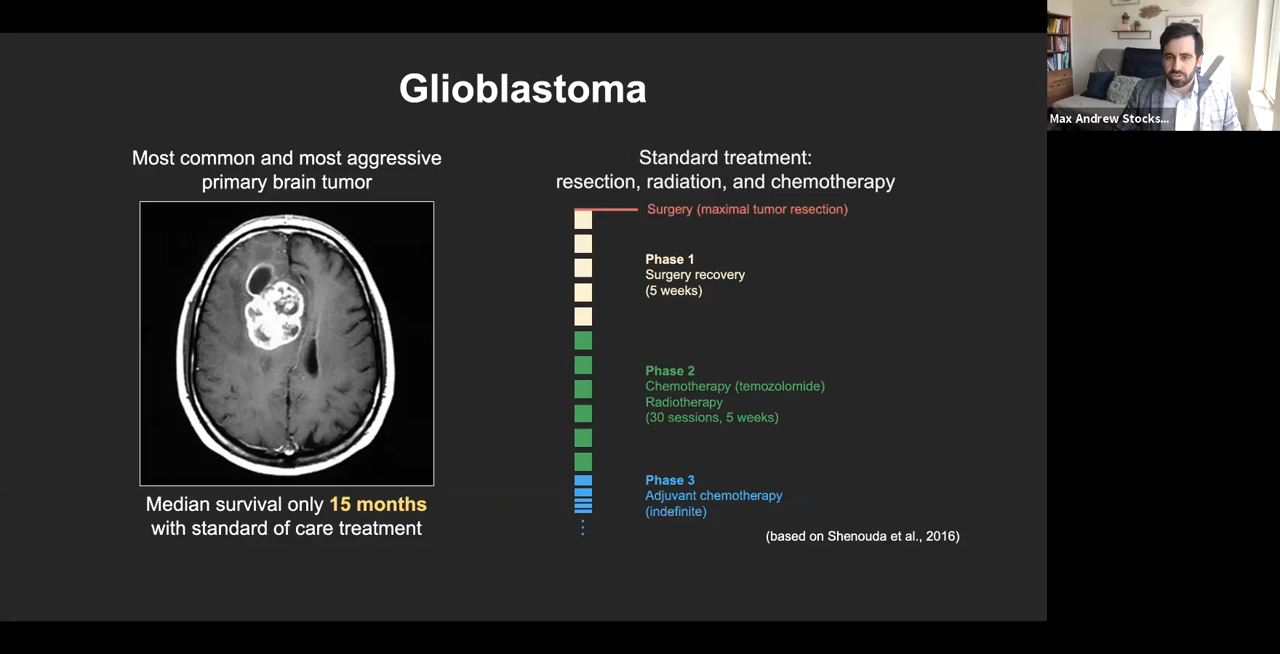 Glioblastoma
Most common and most aggressive
primary brain tumor
Median survival only 15 months
with standard of care treatment
Standard treatment:
resection, radiation, and chemotherapy
Surgery (maximal tumor resection)
Phase 1
Surgery recovery
(5 weeks)
Phase 2
Chemotherapy (temozolomide)
Radiotherapy
(30 sessions, 5 weeks)
Phase 3
Adjuvant chemotherapy
(indefinite)
(based on Shenouda et al., 2016)
Max Andrew Stocks...